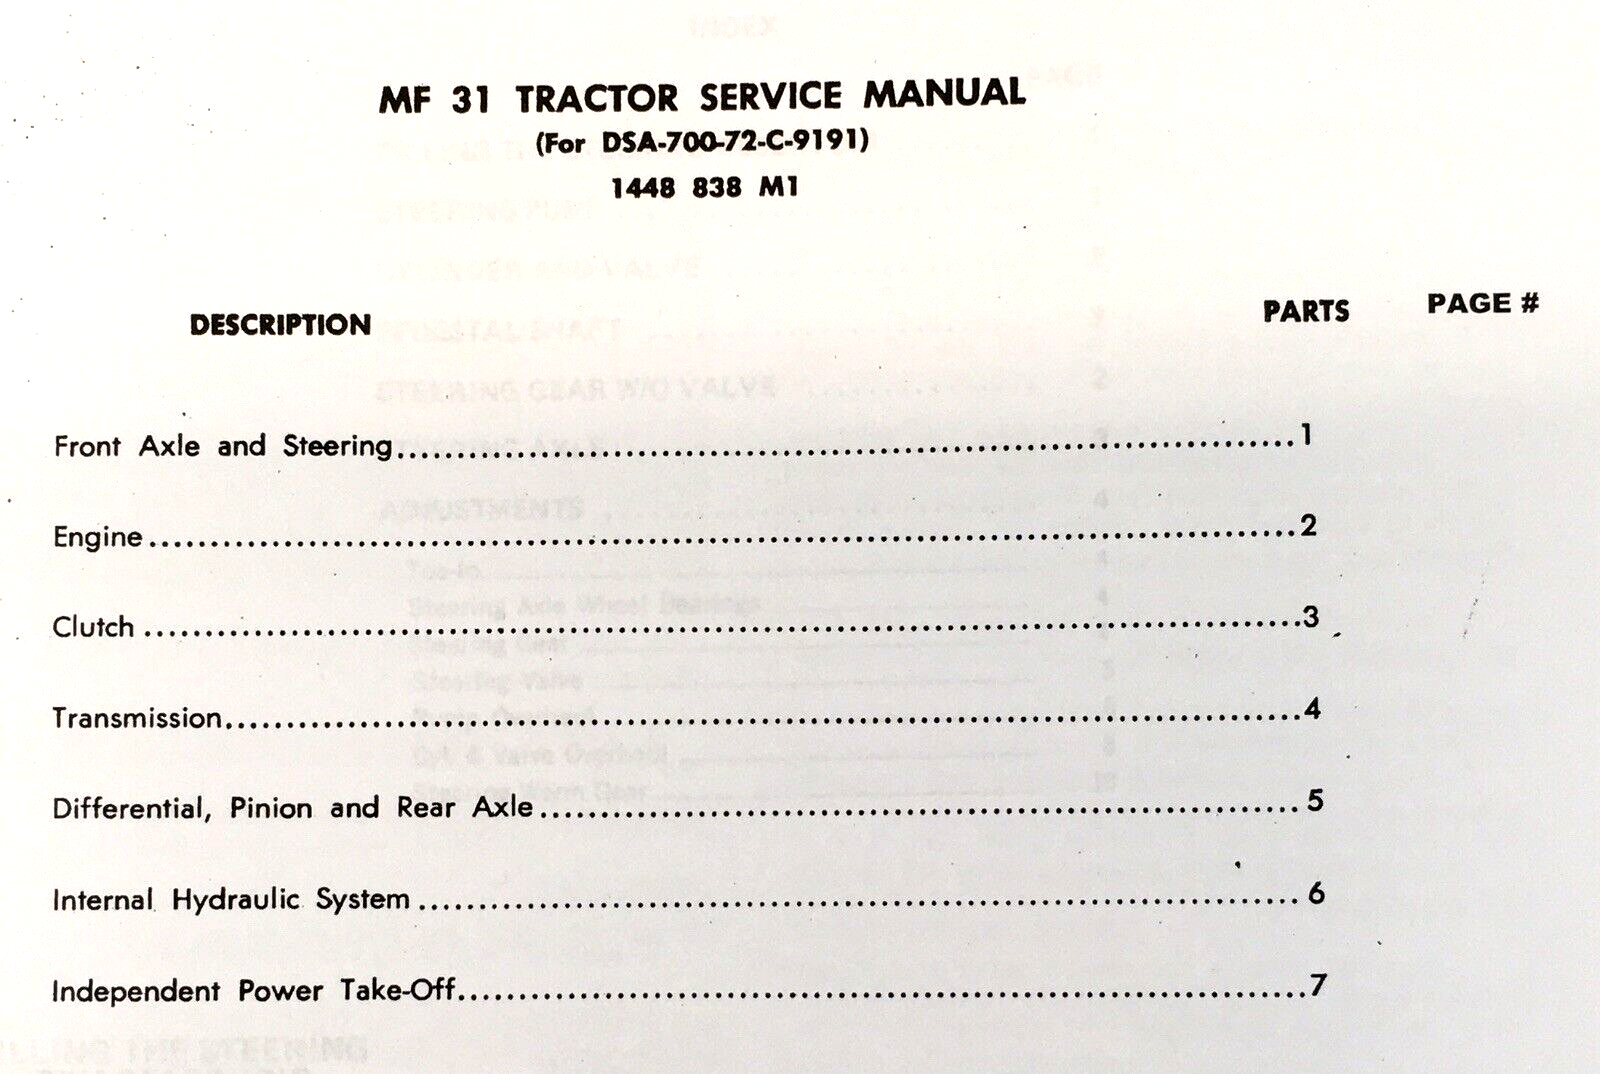 MF 31 TRACTOR SERVICE MANUAL
(For DSA-700-72-C-9191)
1448 838 M1
DESCRIPTION PARTS PAGE #
Front Axle and Steering 1
Engine 2
Clutch 3
Transmission 4
Differential, Pinion and Rear Axle 5
Internal Hydraulic System 6
Independent Power Take-Off 7